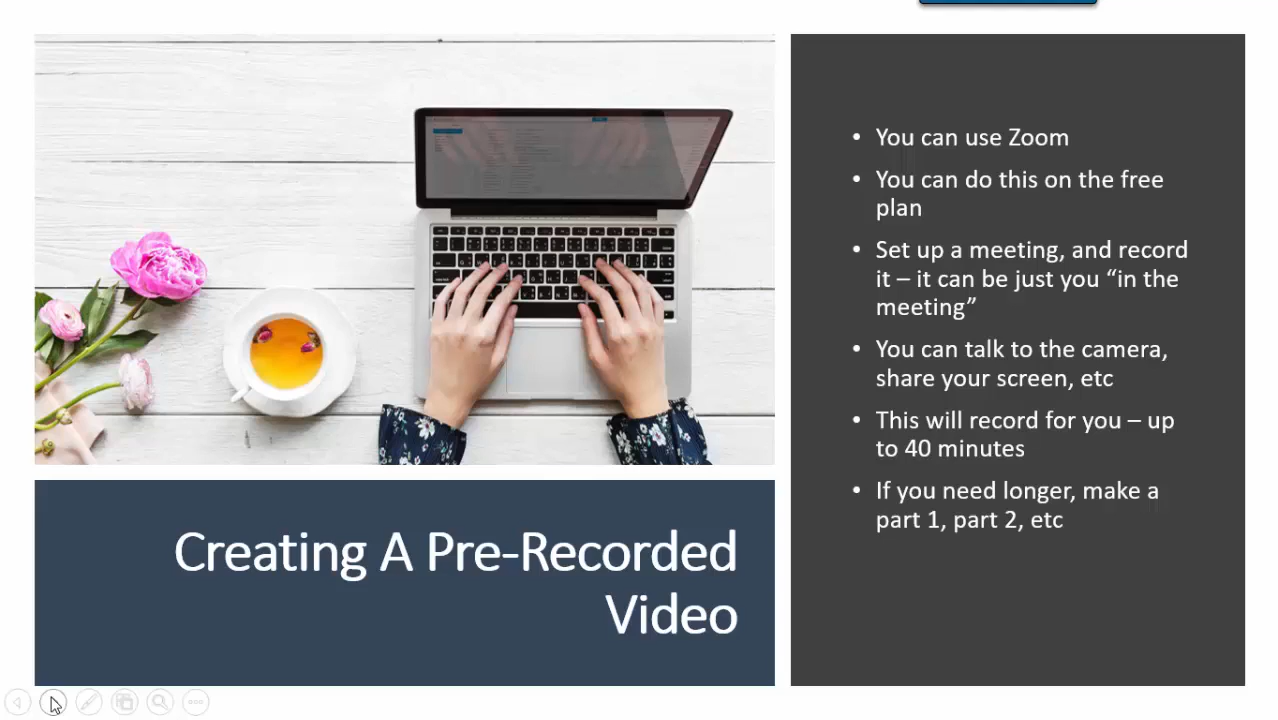 • You can use Zoom
• You can do this on the free
plan
• Set up a meeting, and record
it – it can be just you “in the
meeting”
• You can talk to the camera,
share your screen, etc
• This will record for you – up
to 40 minutes
• If you need longer, make a
part 1, part 2, etc
Creating A Pre-Recorded
Video